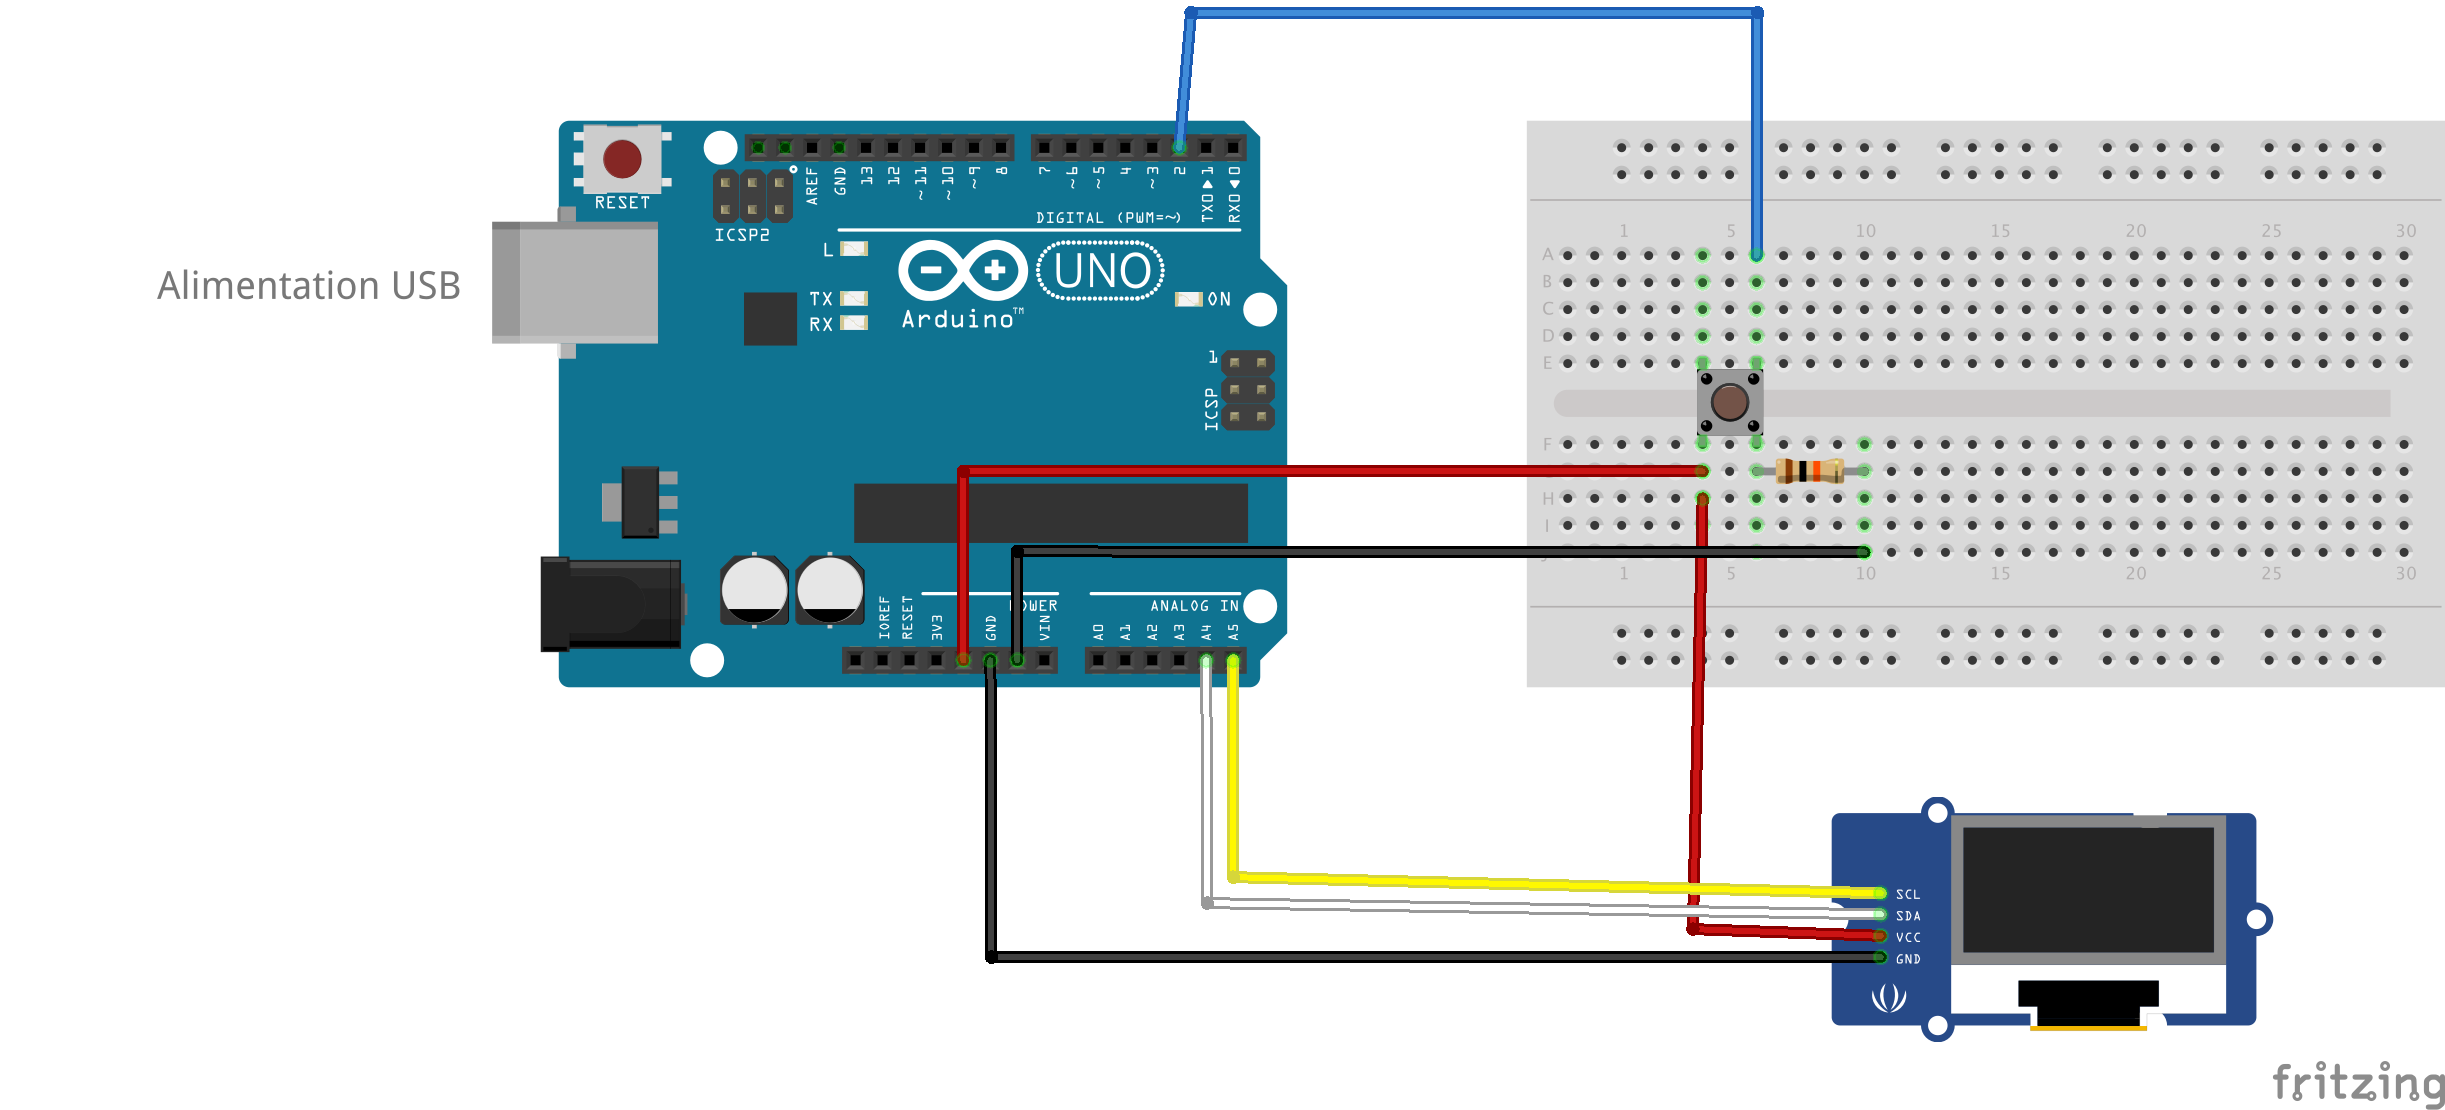 Alimentation USB
RESET
ICSP2
AREF
GND
13
12
~11
~10
~9
8
7
~6
~5
4
~3
2
TX0▶1
RX0◀0
DIGITAL (PWM=~)
L
TX
RX
Arduino™
UNO
ON
1
ICSP
IOREF
RESET
3V3
GND
VIN
ANALOG IN
A0
A1
A2
A3
A4
A5
1 5 10 15 20 25 30
A
B
C
D
E
F
H
I
1 5 10 15 20 25 30
SCL
SDA
VCC
GND
fritzing